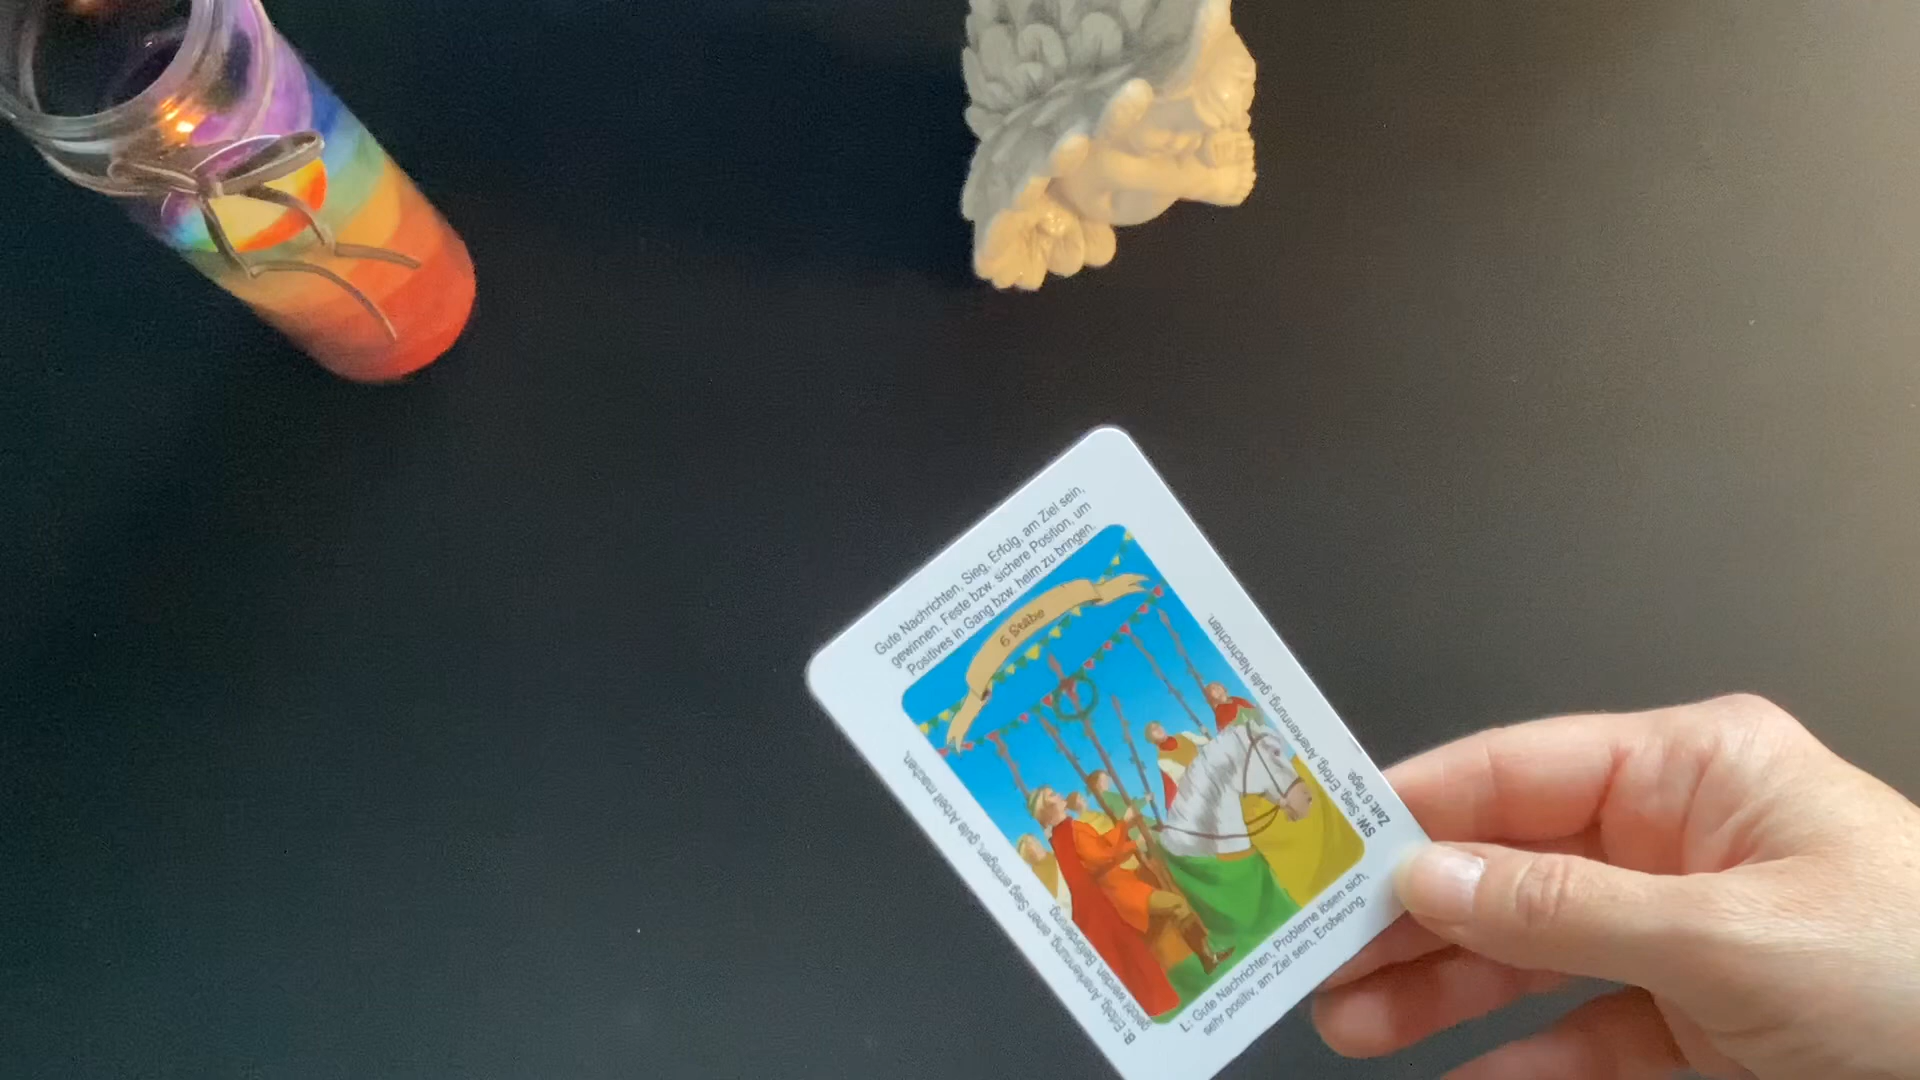 Gute Nachrichten, Sieg, Erfolg, am Ziel sein,
gewinnen. Feste bzw. sichere Position, um
Positives in Gang bzw. heim zu bringen.
6 Stäbe
B: Erfolg, Anerkennung, einen Sieg erringen, gute Arbeit machen,
gelobt werden, Beförderung.
SW: Sieg, Erfolg, Anerkennung, gute Nachrichten.
Zeit: 6 Tage.
L: Gute Nachrichten, Probleme lösen sich,
sehr positiv, am Ziel sein, Eroberung.